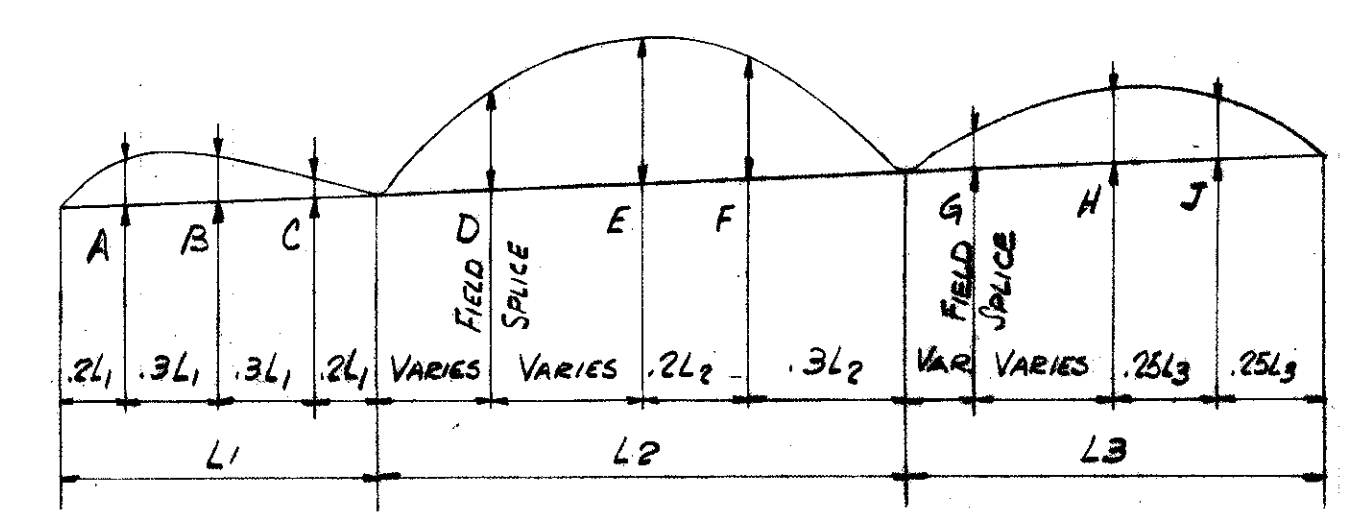 A B C D E F G H J
FIELD SPLICE
FIELD SPLICE
.2L1 .3L1 .3L1 .2L1 VARIES VARIES .2L2 .3L2 VAR. VARIES .25L3 .25L3
L1 L2 L3